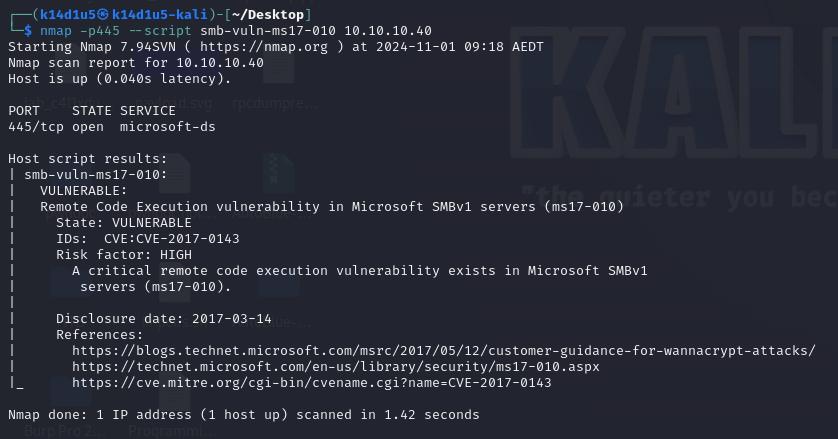 ┌──(k14d1u5㉿k14d1u5-kali)-[~/Desktop]
└─$ nmap -p445 --script smb-vuln-ms17-010 10.10.10.40
Starting Nmap 7.94SVN ( https://nmap.org ) at 2024-11-01 09:18 AEDT
Nmap scan report for 10.10.10.40
Host is up (0.040s latency).

PORT    STATE SERVICE
445/tcp open  microsoft-ds

Host script results:
| smb-vuln-ms17-010:
|   VULNERABLE:
|   Remote Code Execution vulnerability in Microsoft SMBv1 servers (ms17-010)
|     State: VULNERABLE
|     IDs:  CVE:CVE-2017-0143
|     Risk factor: HIGH
|       A critical remote code execution vulnerability exists in Microsoft SMBv1
|        servers (ms17-010).
|
|     Disclosure date: 2017-03-14
|     References:
|       https://blogs.technet.microsoft.com/msrc/2017/05/12/customer-guidance-for-wannacrypt-attacks/
|       https://technet.microsoft.com/en-us/library/security/ms17-010.aspx
|_      https://cve.mitre.org/cgi-bin/cvename.cgi?name=CVE-2017-0143

Nmap done: 1 IP address (1 host up) scanned in 1.42 seconds
KALI
"the quieter you bec
rpcdumpre...
Burp Pro 2...
Programmi...